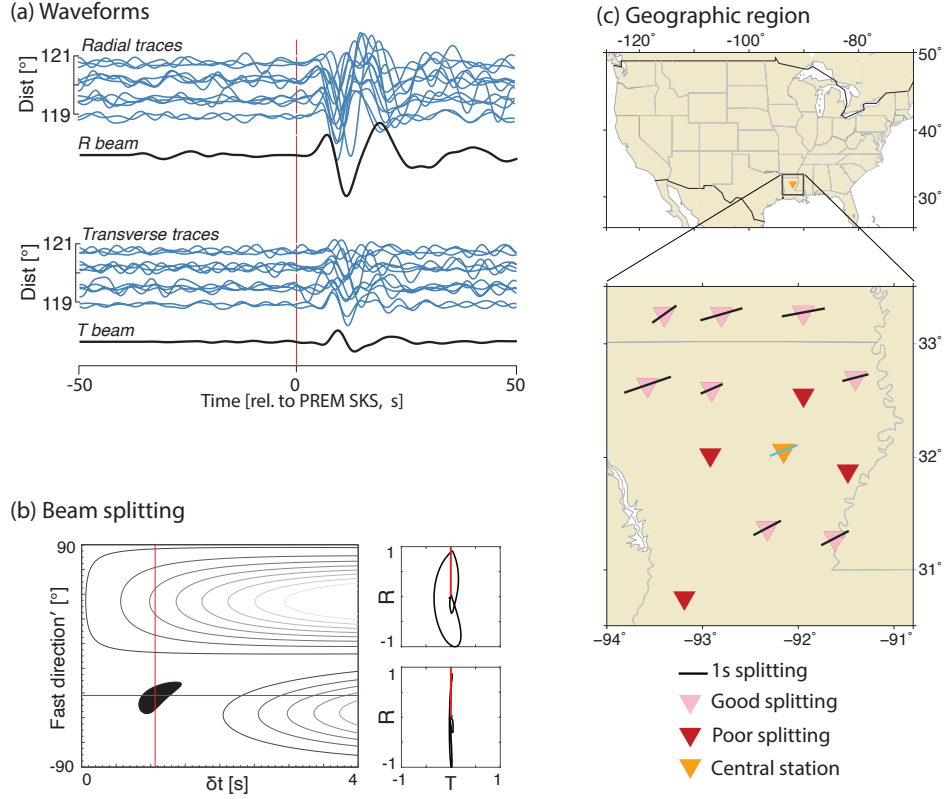 (a) Waveforms
Radial traces
121
Dist [°]
119
R beam
Transverse traces
121
Dist [°]
119
T beam
-50
0
50
Time [rel. to PREM SKS, s]
(b) Beam splitting
90
Fast direction′ [°]
-90
0
δt [s]
4
1
R
-1
1
R
-1
-1
T
1
(c) Geographic region
-120
-100
-80
50˚
40˚
30˚
33˚
32˚
31˚
−94
−93
−92
−91
1s splitting
Good splitting
Poor splitting
Central station